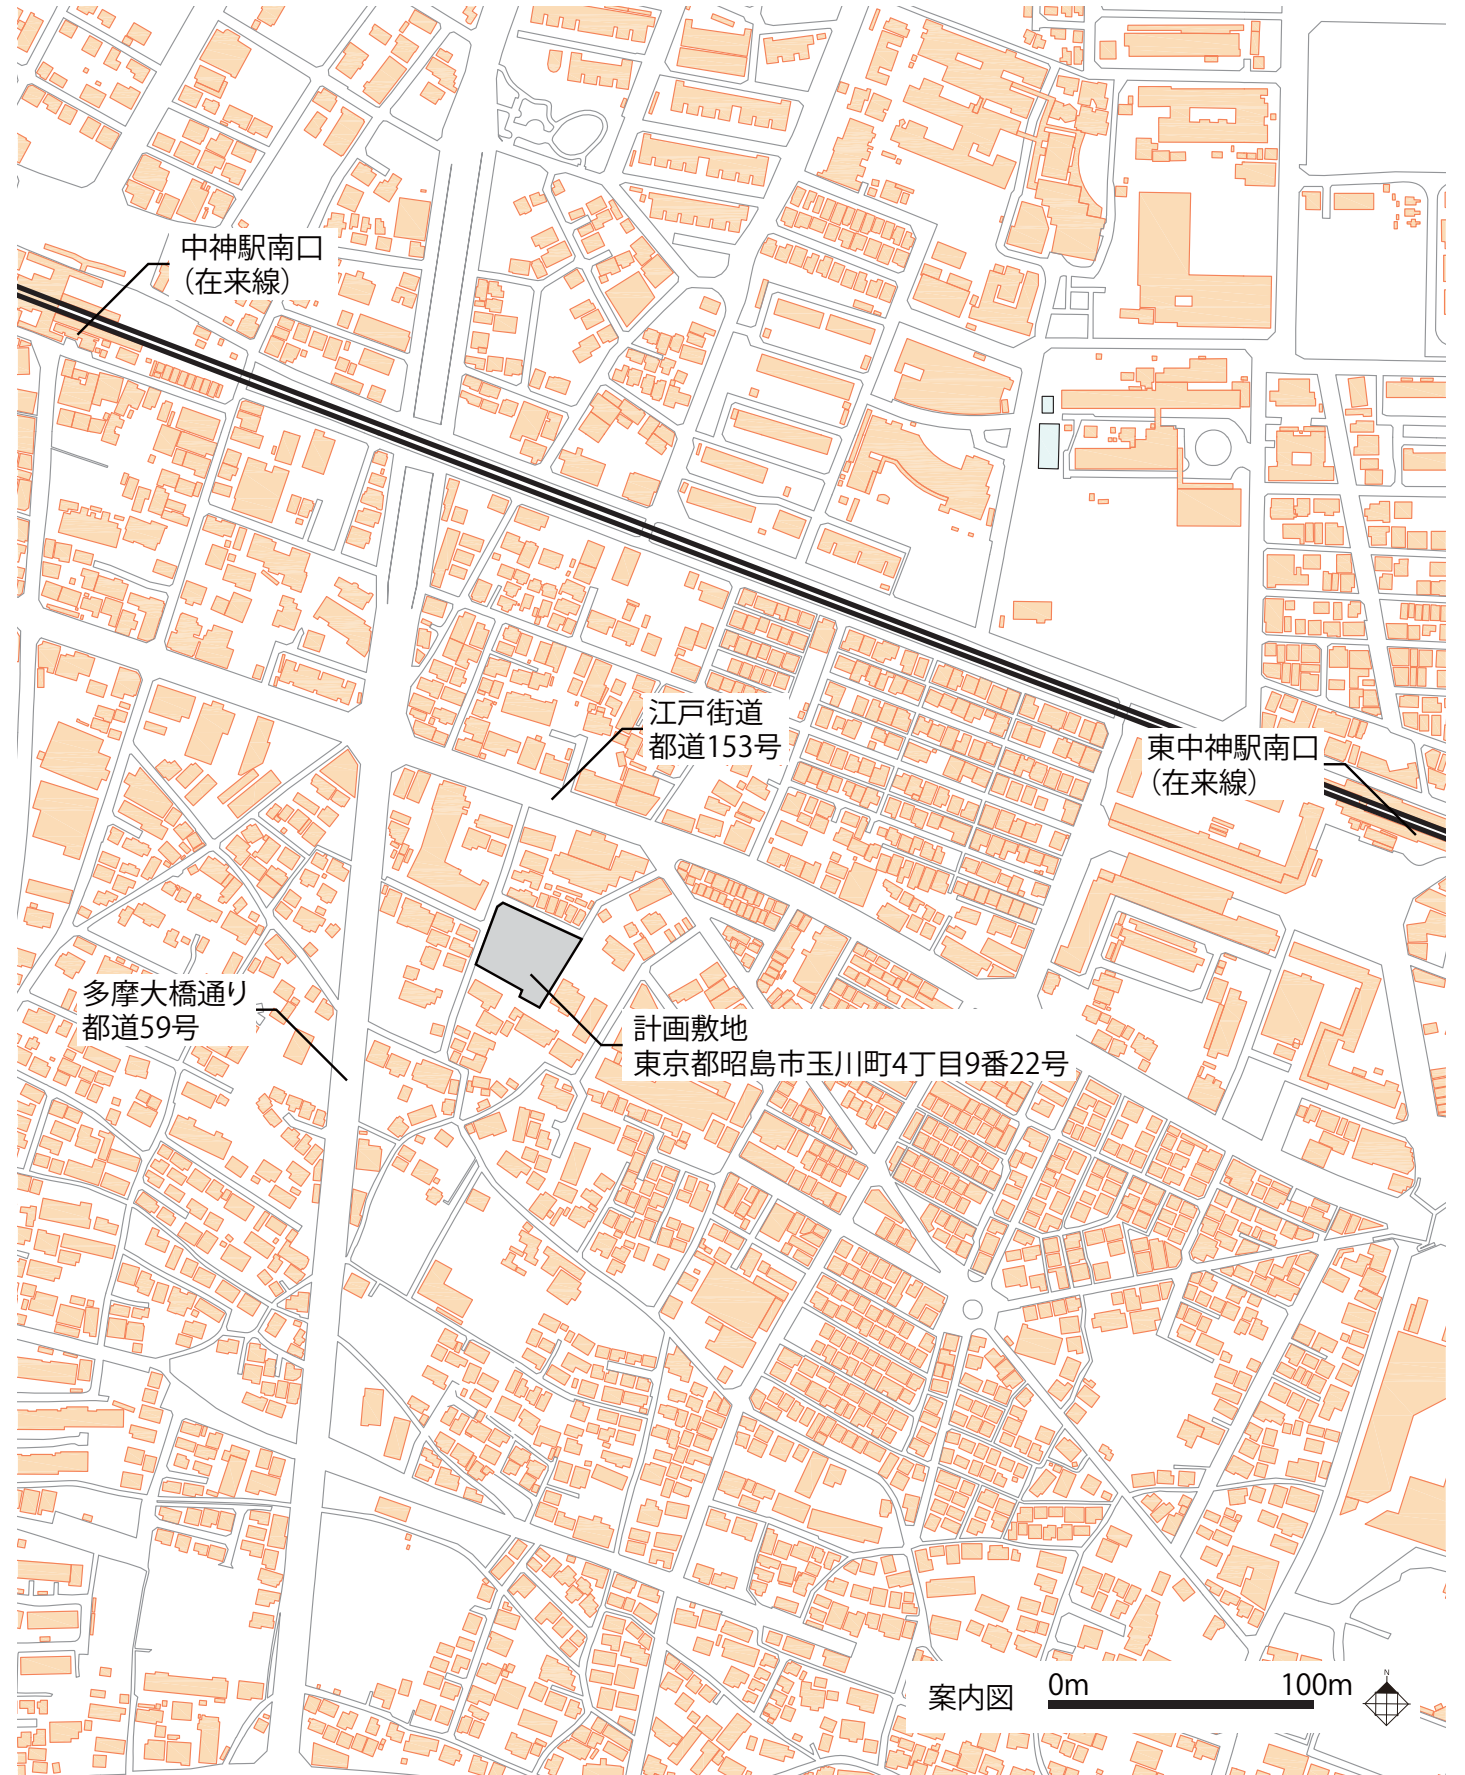 中神駅南口
（在来線）
江戸街道
都道153号
東中神駅南口
（在来線）
多摩大橋通り
都道59号
計画敷地
東京都昭島市玉川町4丁目9番22号
案内図
0m
100m
N